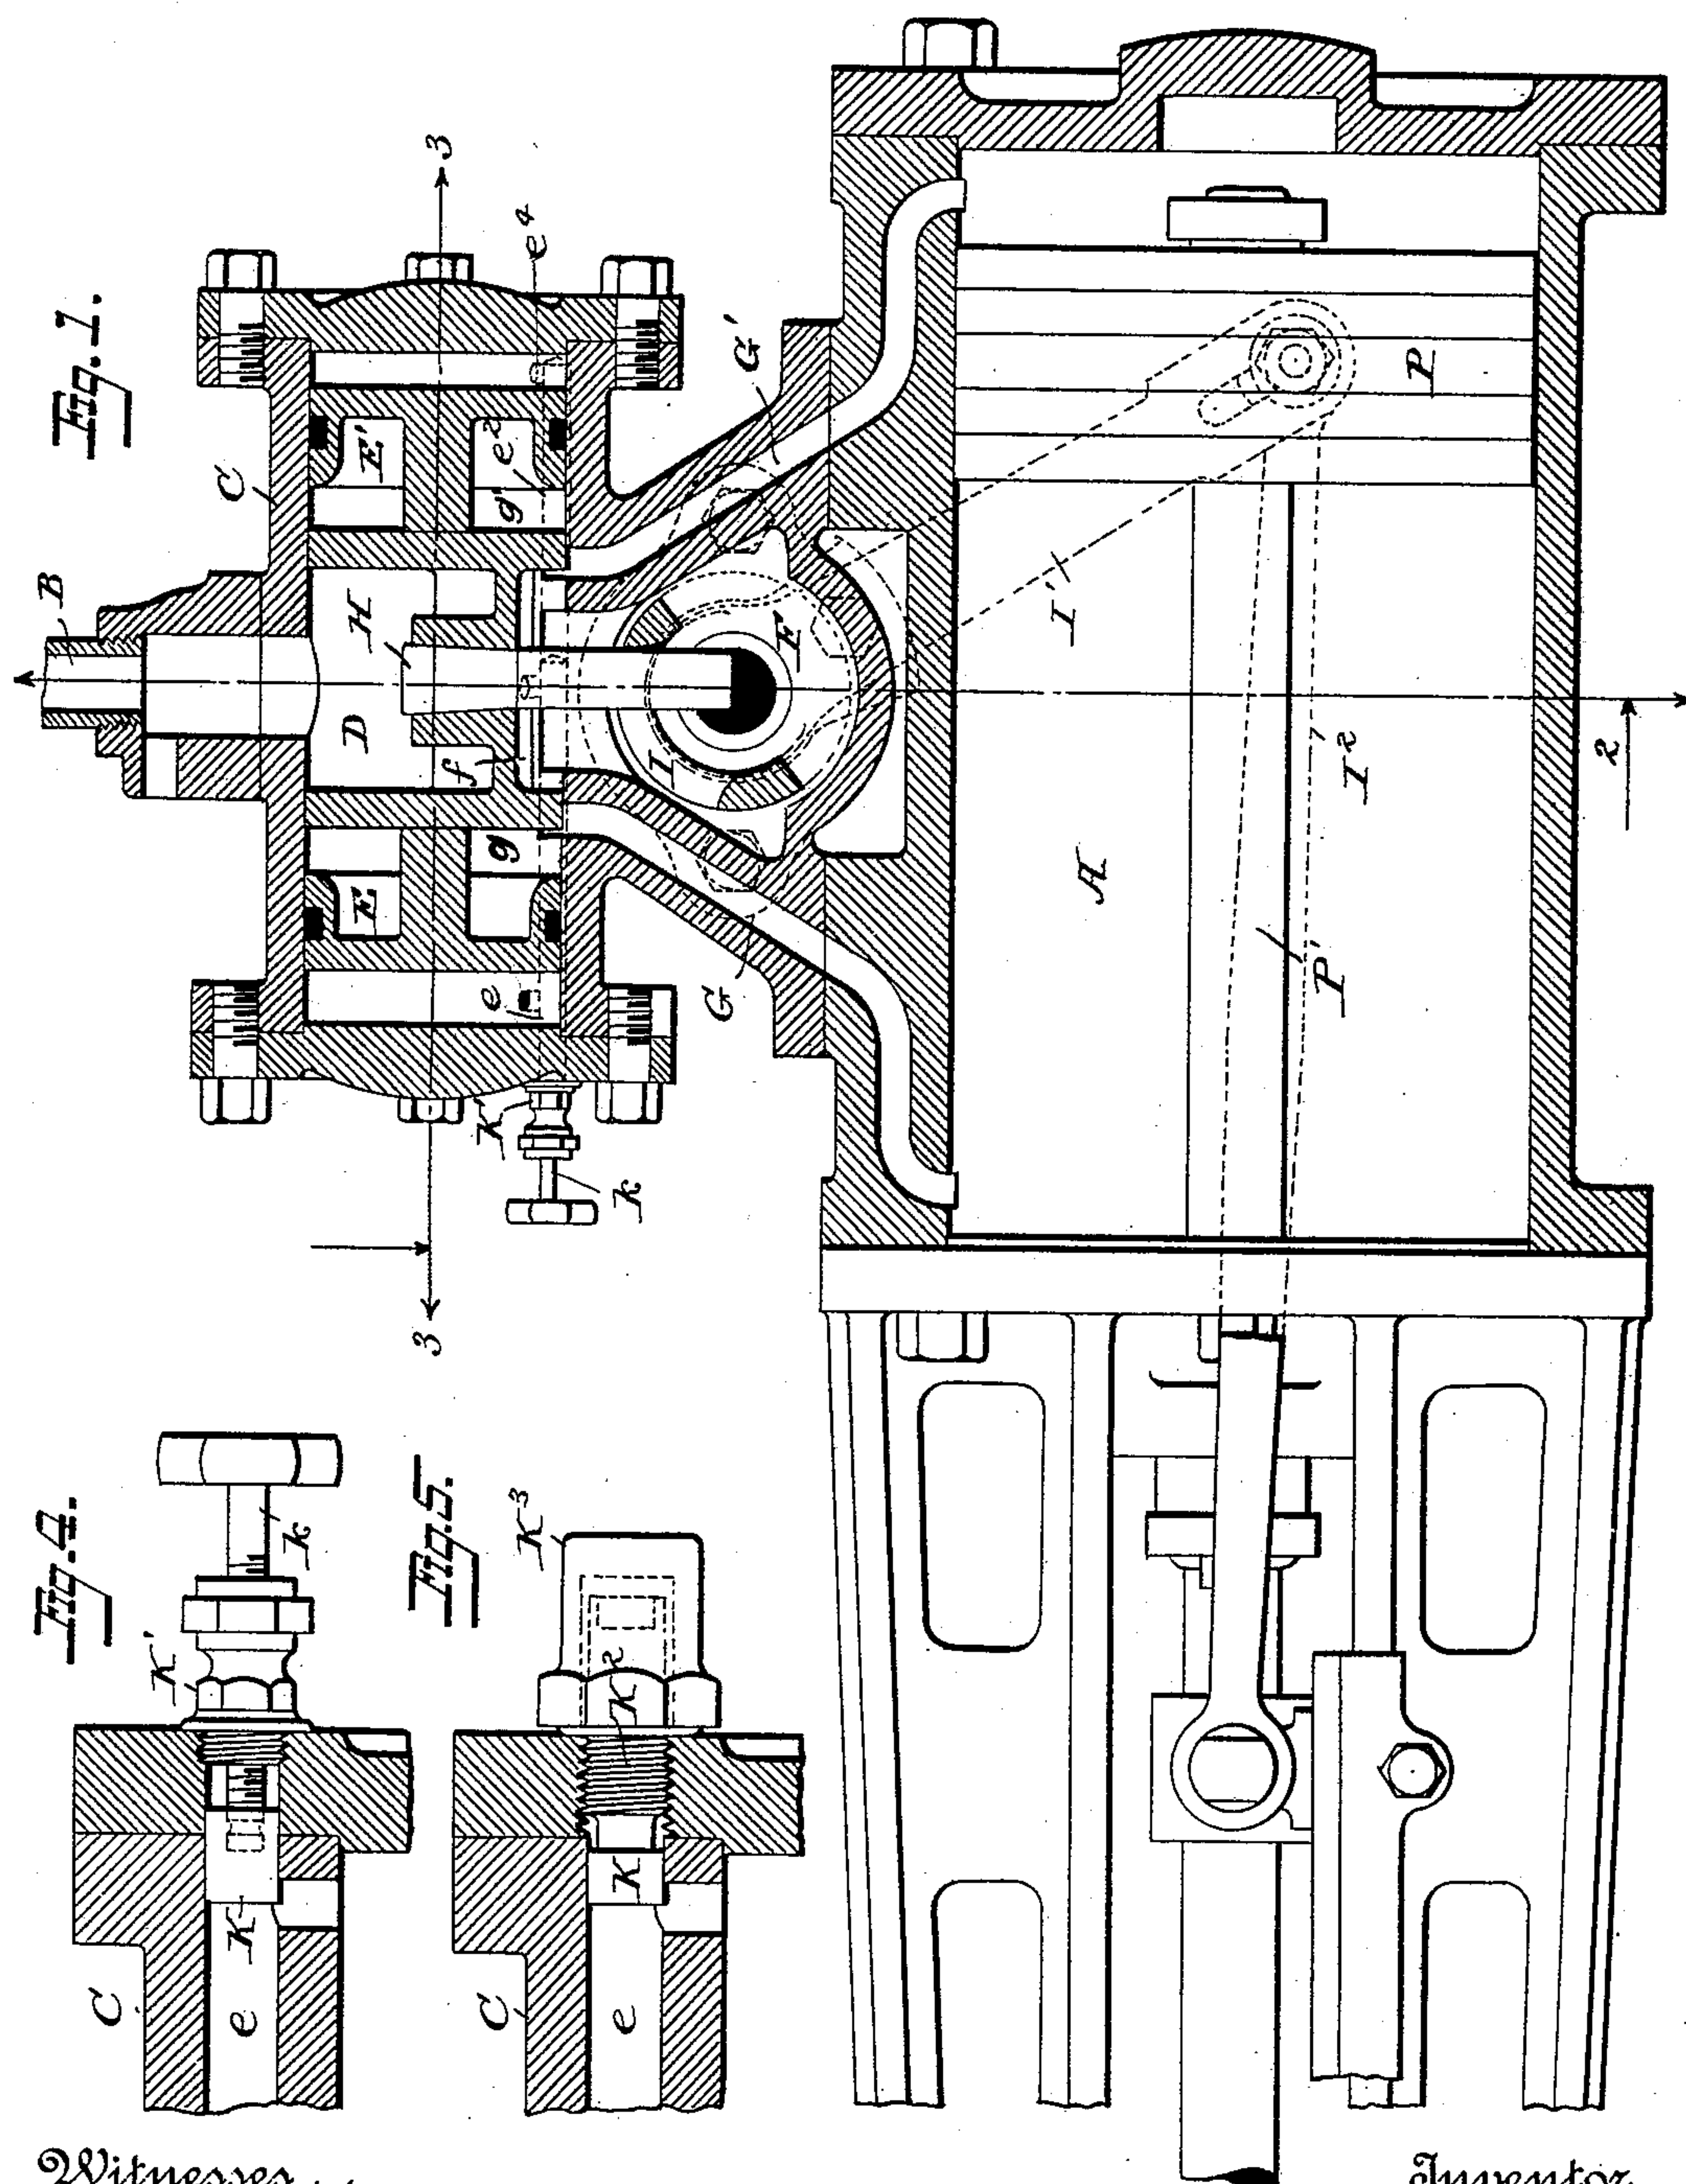 Fig. 1.
3
B
C
D
H
E'
E
e²
e⁴
g'
g
f
e
G'
G
F
I
I'
I²
K'
k
3
A
P
P'
2
Fig. 4.
K'
k
K
C
e
Fig. 5.
K³
K²
K
C
e
Witnesses
Inventor